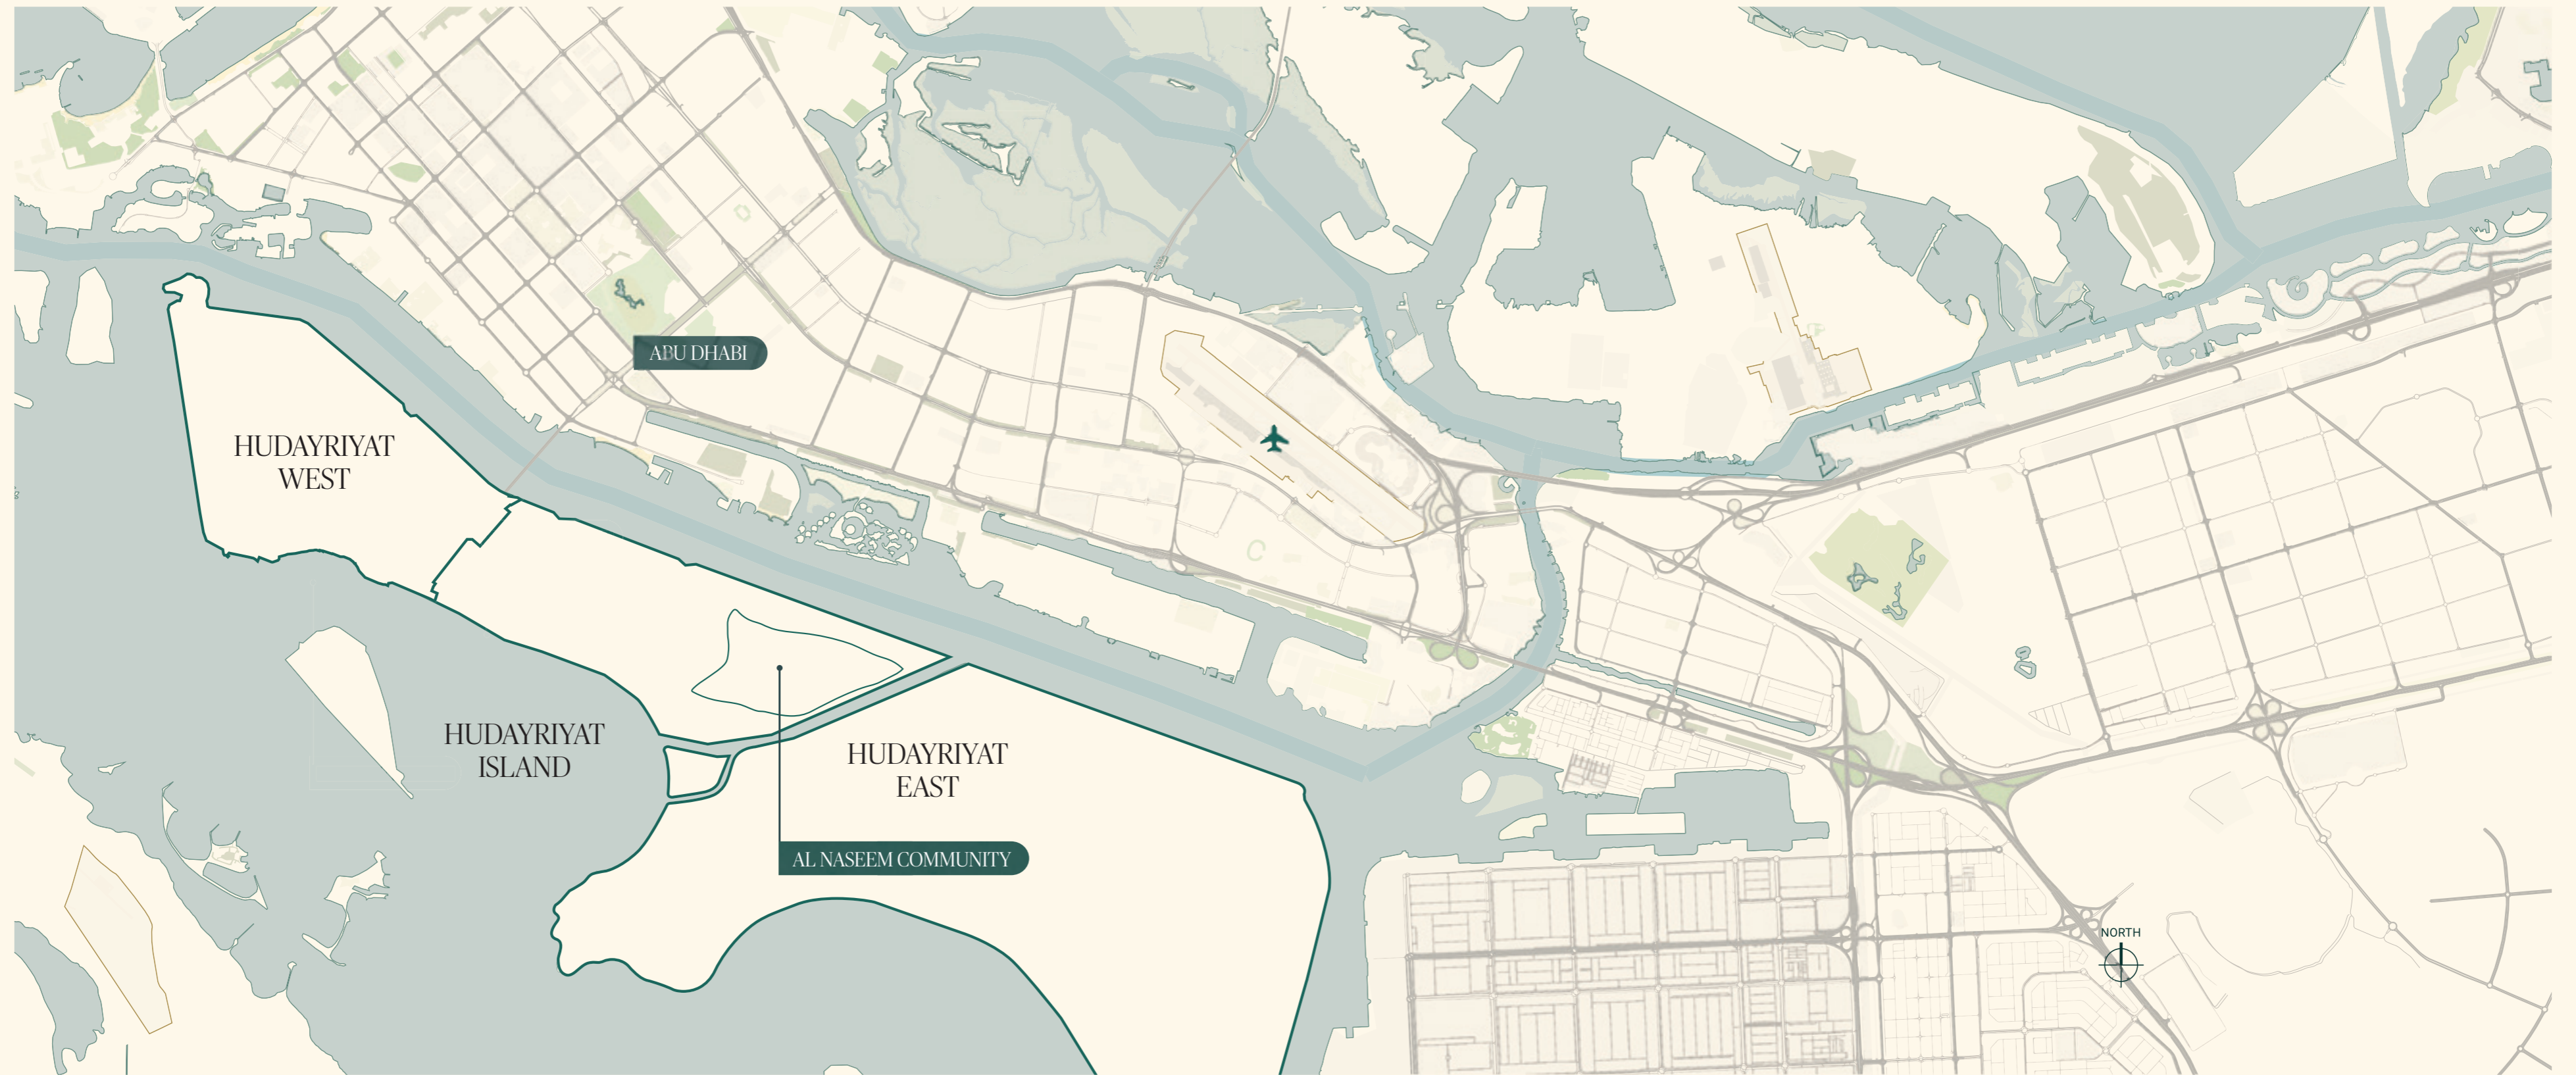 ABU DHABI
HUDAYRIYAT
WEST
HUDAYRIYAT
ISLAND
HUDAYRIYAT
EAST
AL NASEEM COMMUNITY
NORTH